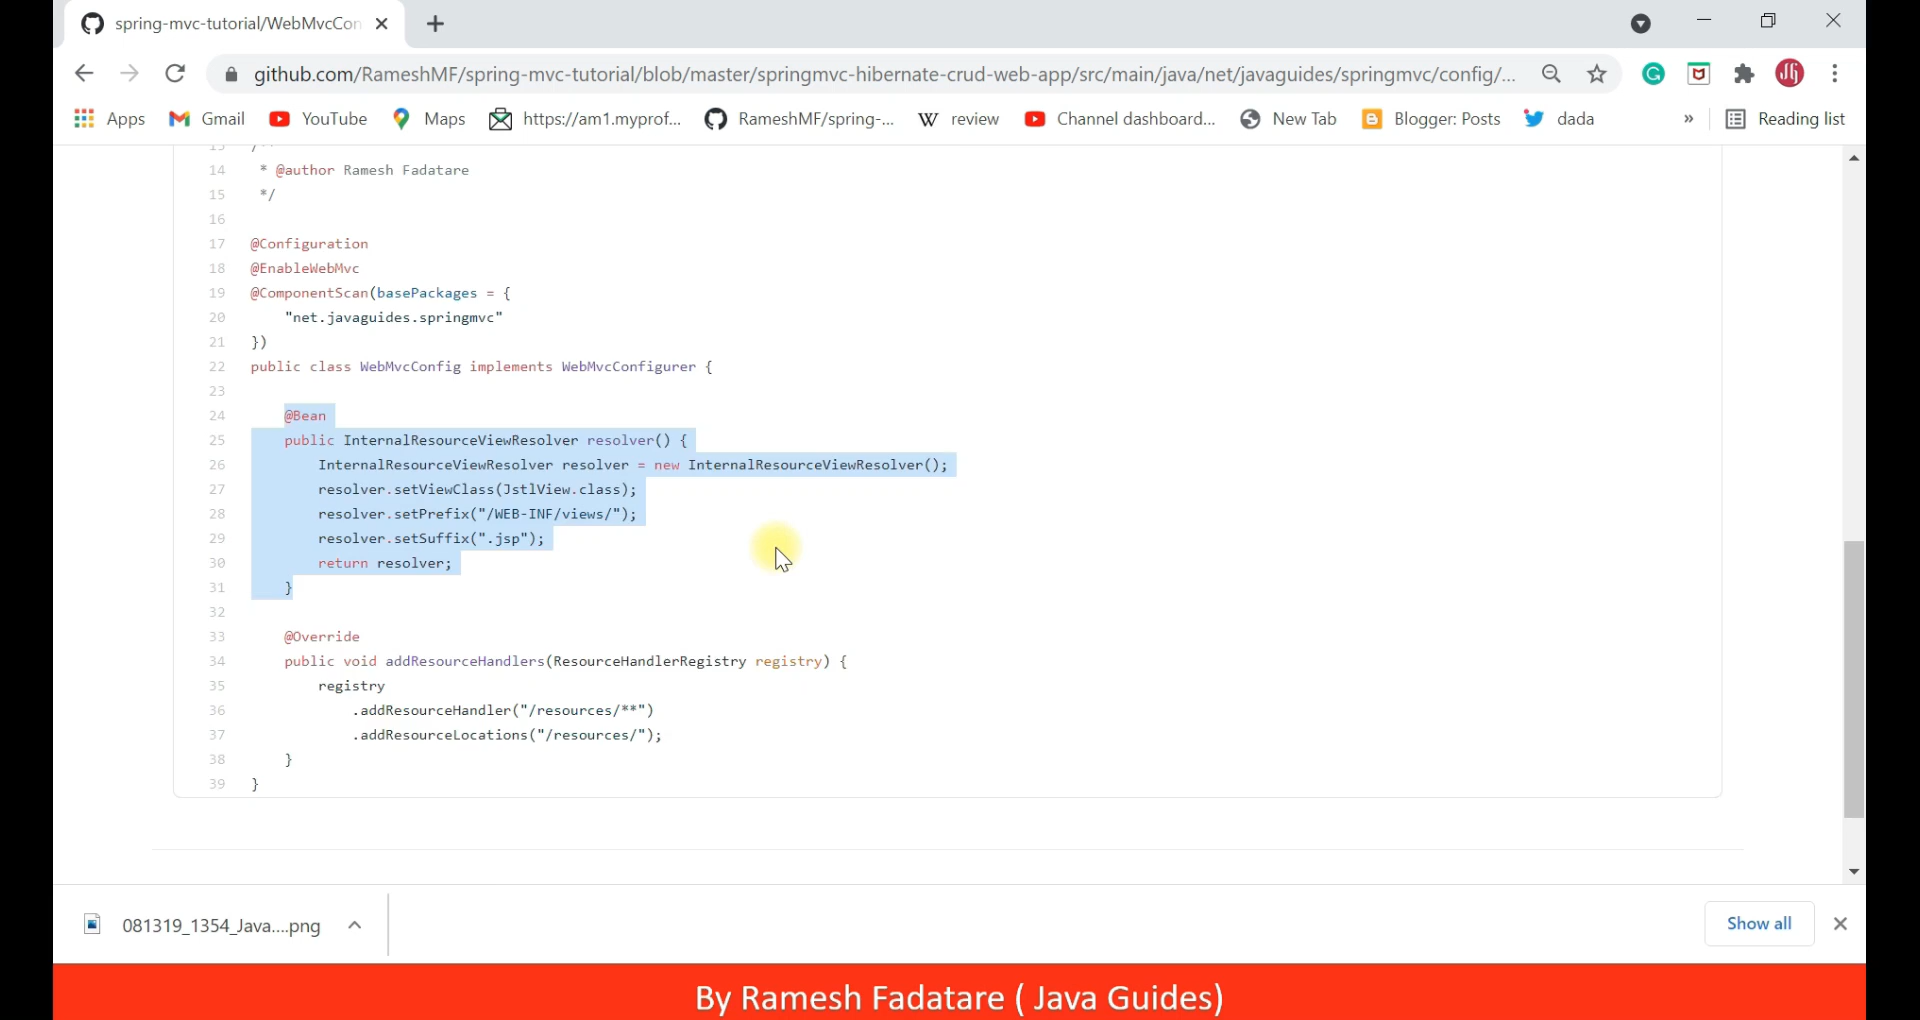 spring-mvc-tutorial/WebMvcCon
github.com/RameshMF/spring-mvc-tutorial/blob/master/springmvc-hibernate-crud-web-app/src/main/java/net/javaguides/springmvc/config/...
Apps Gmail YouTube Maps https://am1.myprof... RameshMF/spring-... review Channel dashboard... New Tab Blogger: Posts dada » Reading list
13 /**
14 * @author Ramesh Fadatare
15 */
16
17 @Configuration
18 @EnableWebMvc
19 @ComponentScan(basePackages = {
20 "net.javaguides.springmvc"
21 })
22 public class WebMvcConfig implements WebMvcConfigurer {
23
24 @Bean
25 public InternalResourceViewResolver resolver() {
26 InternalResourceViewResolver resolver = new InternalResourceViewResolver();
27 resolver.setViewClass(JstlView.class);
28 resolver.setPrefix("/WEB-INF/views/");
29 resolver.setSuffix(".jsp");
30 return resolver;
31 }
32
33 @Override
34 public void addResourceHandlers(ResourceHandlerRegistry registry) {
35 registry
36 .addResourceHandler("/resources/**")
37 .addResourceLocations("/resources/");
38 }
39 }
081319_1354_Java....png
Show all
By Ramesh Fadatare ( Java Guides)